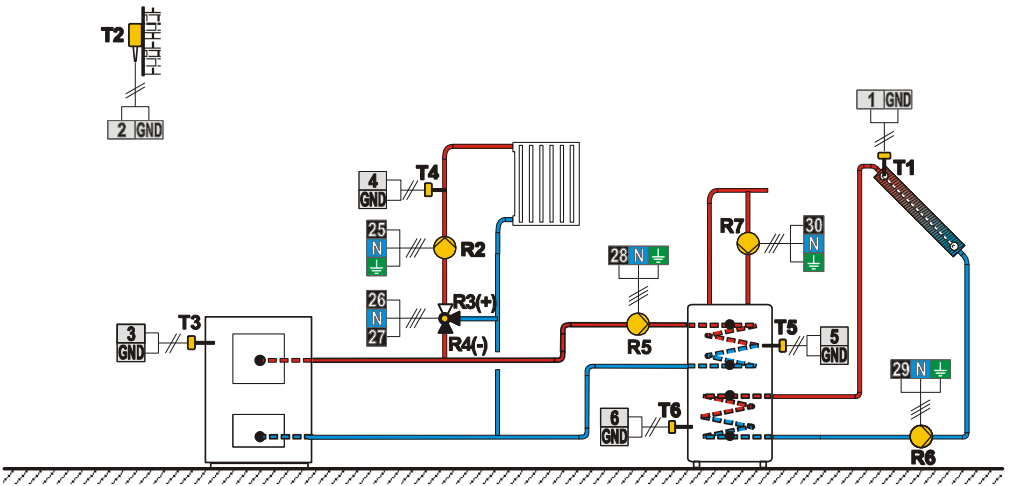 T2
2 GND
1 GND
T1
4
GND
T4
25
N
R2
R7
30
N
28 N
26
N
27
R3(+)
R4(-)
R5
3
GND
T3
T5
5
GND
29 N
6
GND
T6
R6